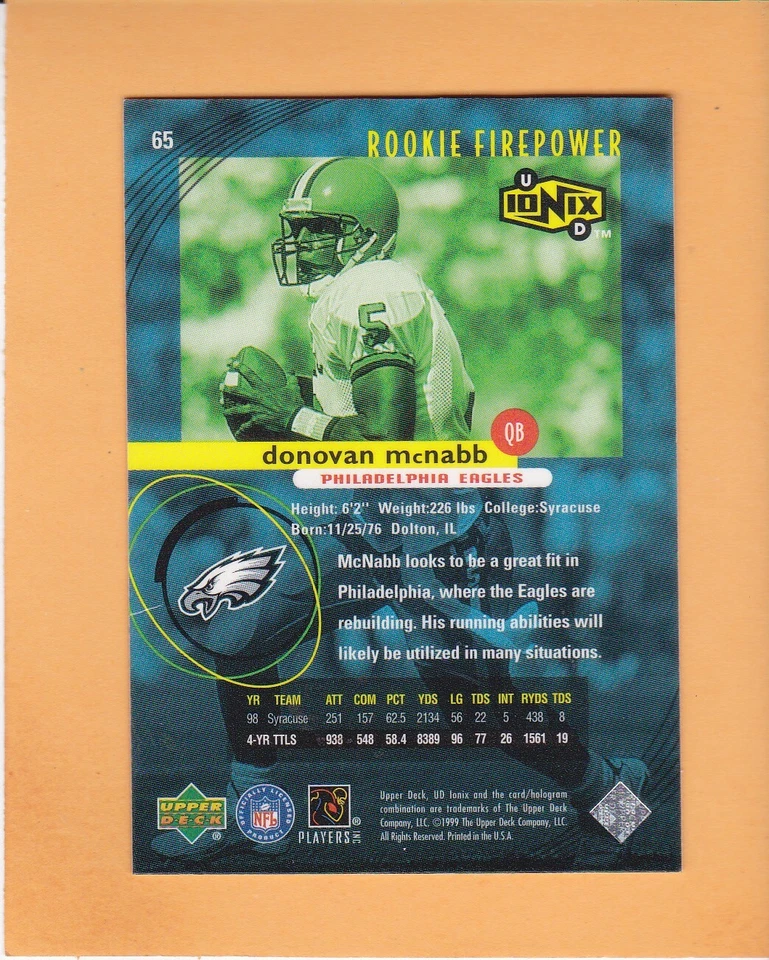 65
ROOKIE FIREPOWER
UD IONIX TM
5
QB
donovan mcnabb
PHILADELPHIA EAGLES
Height: 6'2" Weight:226 lbs College:Syracuse
Born:11/25/76 Dolton, IL
McNabb looks to be a great fit in
Philadelphia, where the Eagles are
rebuilding. His running abilities will
likely be utilized in many situations.
YR TEAM ATT COM PCT YDS LG TDS INT RYDS TDS
98 Syracuse 251 157 62.5 2134 56 22 5 438 8
4-YR TTLS 938 548 58.4 8389 96 77 26 1561 19
UPPER DECK ®
OFFICIALLY LICENSED PRODUCT NFL
PLAYERS INC ®
Upper Deck, UD Ionix and the card/hologram
combination are trademarks of The Upper Deck
Company, LLC. ©1999 The Upper Deck Company, LLC.
All Rights Reserved. Printed in the U.S.A.